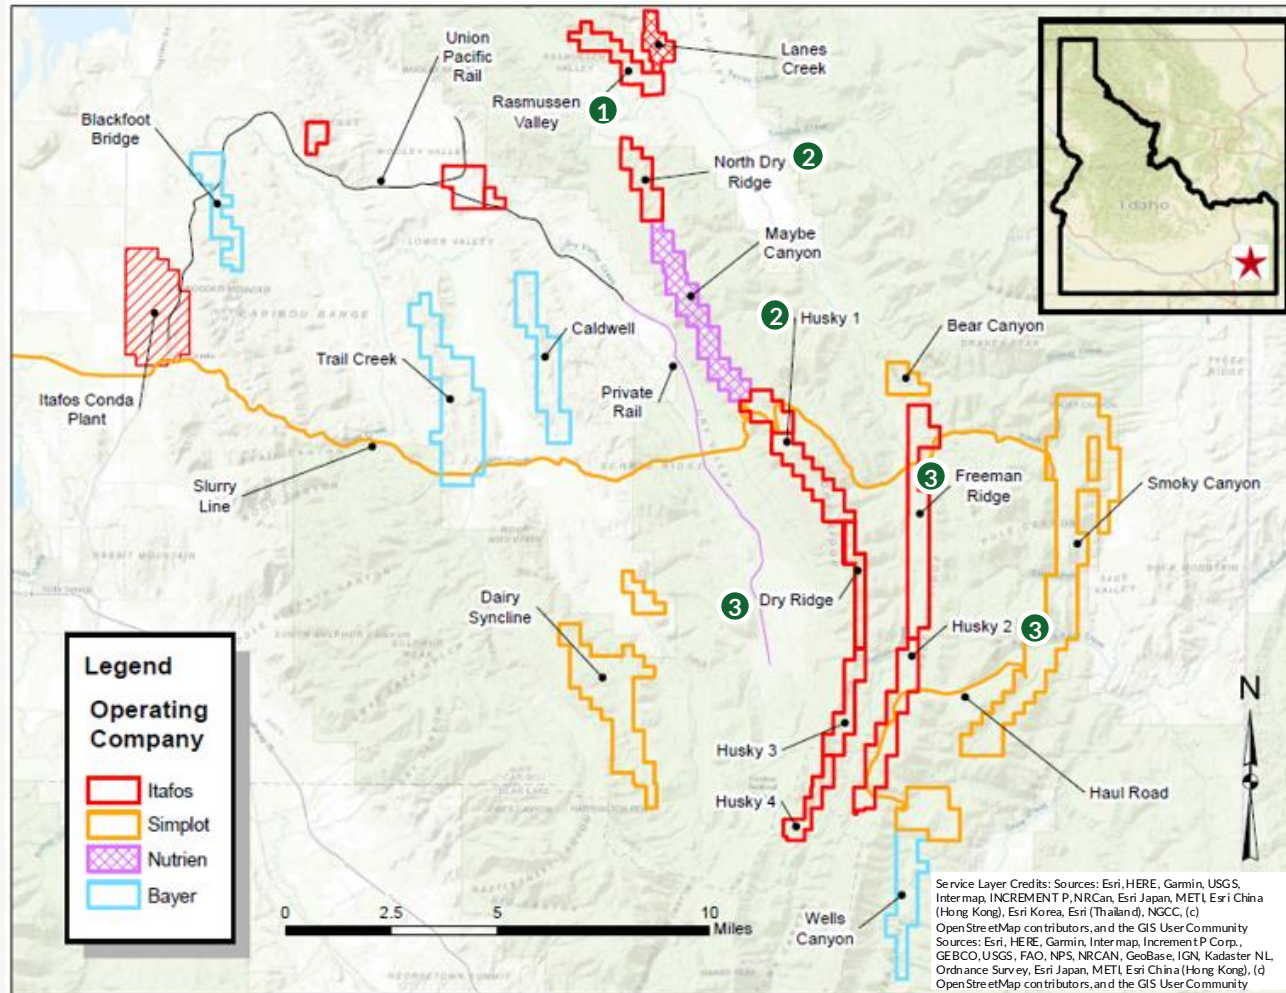 Union
Pacific
Rail
Lanes
Creek
Rasmussen
Valley
1
Blackfoot
Bridge
North Dry
Ridge
2
Maybe
Canyon
Idaho
2
Husky 1
Bear Canyon
Caldwell
Trail Creek
Private
Rail
Itafos Conda
Plant
Slurry
Line
3
Freeman
Ridge
Smoky Canyon
Dairy
Syncline
3
Dry Ridge
Husky 2
3
Husky 3
Husky 4
Haul Road
Wells
Canyon
N
Legend
Operating
Company
Itafos
Simplot
Nutrien
Bayer
0
2.5
5
10
Miles
Service Layer Credits: Sources: Esri, HERE, Garmin, USGS,
Intermap, INCREMENT P, NRCan, Esri Japan, METI, Esri China
(Hong Kong), Esri Korea, Esri (Thailand), NGCC, (c)
OpenStreetMap contributors, and the GIS User Community
Sources: Esri, HERE, Garmin, Intermap, Increment P Corp.,
GEBCO, USGS, FAO, NPS, NRCAN, GeoBase, IGN, Kadaster NL,
Ordnance Survey, Esri Japan, METI, Esri China (Hong Kong), (c)
OpenStreetMap contributors, and the GIS User Community